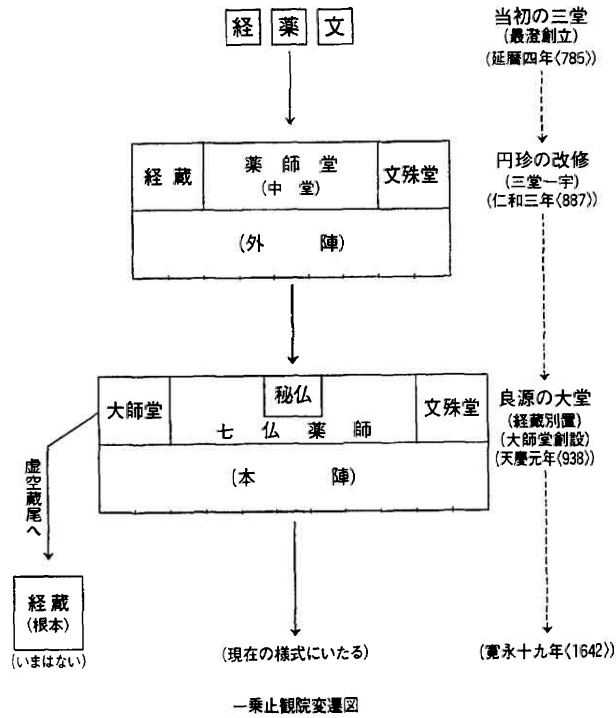 経 薬 文
当初の三堂
(最澄創立)
(延暦四年〈785〉)
経蔵
薬師堂
(中堂)
文殊堂
(外 陣)
円珍の改修
(三堂一宇)
(仁和三年〈887〉)
大師堂
秘仏
七仏薬師
文殊堂
(本 陣)
良源の大堂
(経蔵別置)
(大師堂創設)
(天慶元年〈938〉)
虚空蔵尾へ
経蔵
(根本)
(いまはない)
(現在の様式にいたる)
(寛永十九年〈1642〉)
一乗止観院変遷図